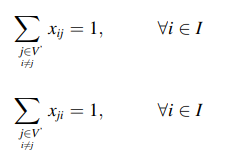 ∑ x_{ij} = 1, ∀i ∈ I
j∈V'
i≠j
∑ x_{ji} = 1, ∀i ∈ I
j∈V'
i≠j